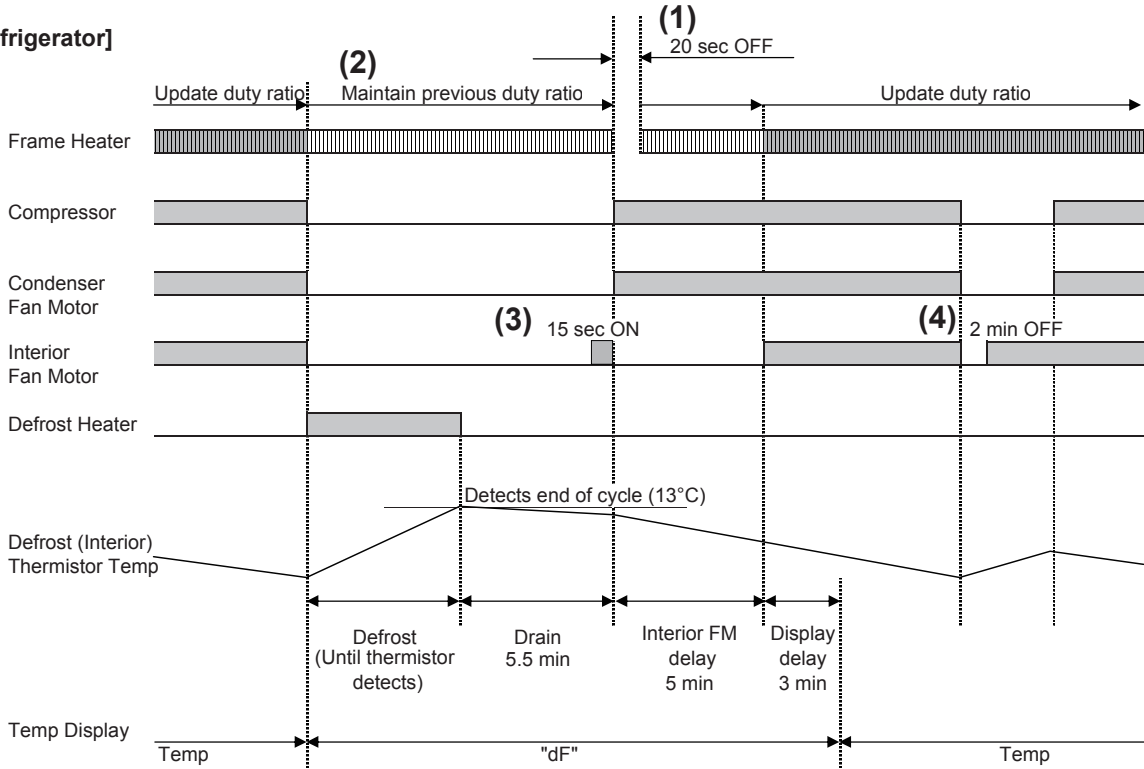 frigerator]
(1)
20 sec OFF
(2)
Update duty ratio
Maintain previous duty ratio
Update duty ratio
Frame Heater
Compressor
Condenser
Fan Motor
(3)
15 sec ON
(4)
2 min OFF
Interior
Fan Motor
Defrost Heater
Detects end of cycle (13°C)
Defrost (Interior)
Thermistor Temp
Defrost
(Until thermistor
detects)
Drain
5.5 min
Interior FM
delay
5 min
Display
delay
3 min
Temp Display
Temp
"dF"
Temp